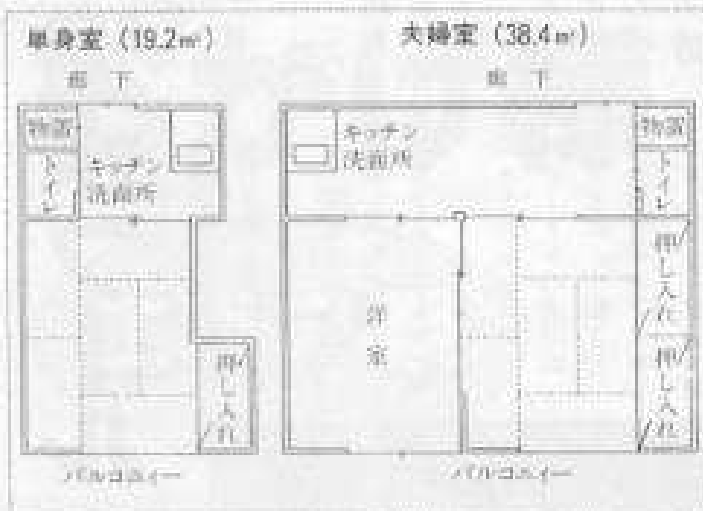 単身室 (19.2㎡)
廊下
物置
トイレ
キッチン
洗面所
押し入れ
バルコニィー
夫婦室 (38.4㎡)
廊下
キッチン
洗面所
物置
トイレ
洋室
押し入れ
押し入れ
バルコニィー